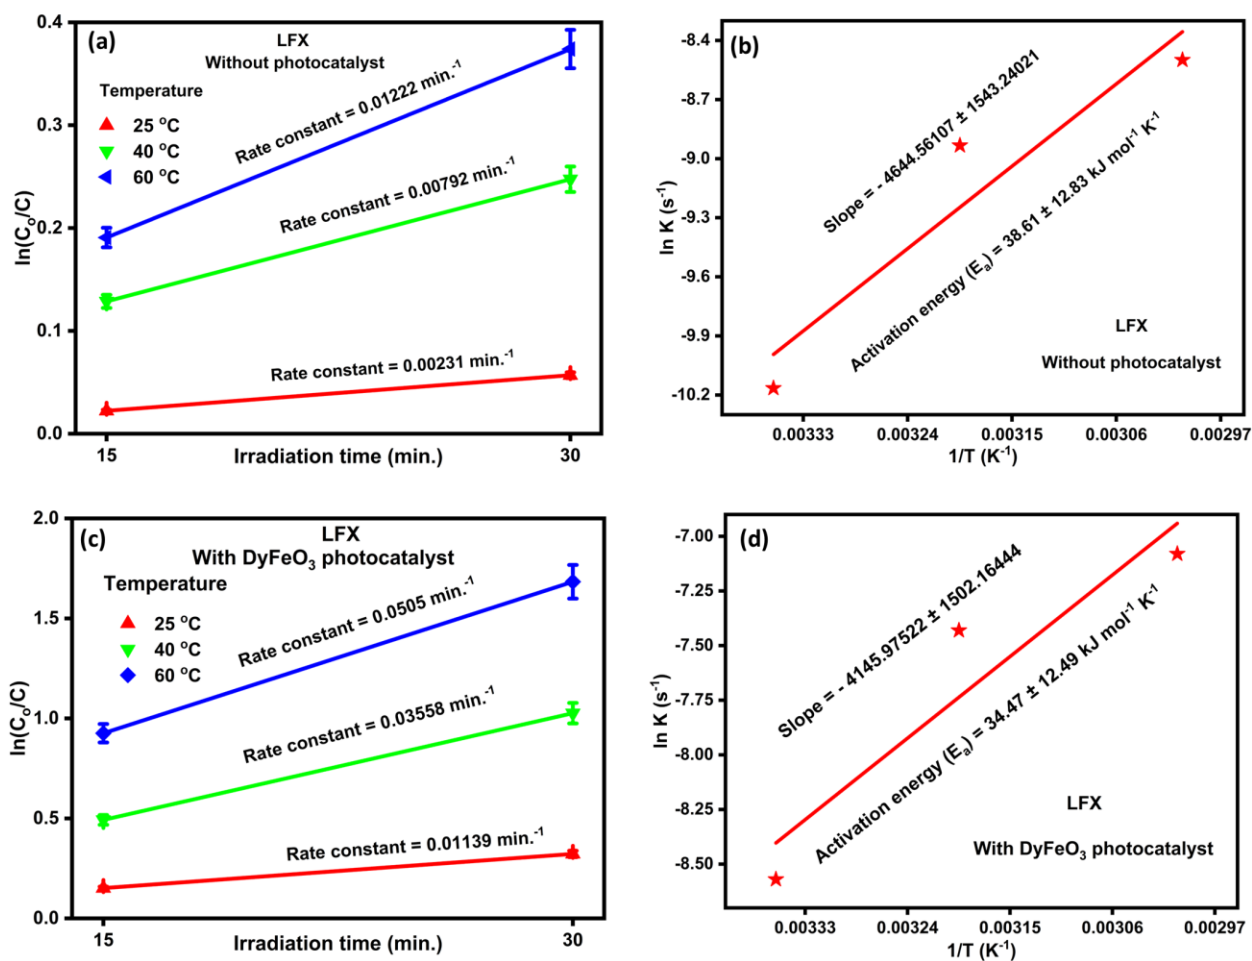 (a)
LFX
Without photocatalyst
Temperature
25 °C
40 °C
60 °C
Rate constant = 0.01222 min.⁻¹
Rate constant = 0.00792 min.⁻¹
Rate constant = 0.00231 min.⁻¹
0.4
0.3
0.2
0.1
0.0
ln(Cₒ/C)
15
30
Irradiation time (min.)
(b)
Slope = - 4644.56107 ± 1543.24021
Activation energy (Eₐ) = 38.61 ± 12.83 kJ mol⁻¹ K⁻¹
LFX
Without photocatalyst
-8.4
-8.7
-9.0
-9.3
-9.6
-9.9
-10.2
ln K (s⁻¹)
0.00333
0.00324
0.00315
0.00306
0.00297
1/T (K⁻¹)
(c)
LFX
With DyFeO₃ photocatalyst
Temperature
25 °C
40 °C
60 °C
Rate constant = 0.0505 min.⁻¹
Rate constant = 0.03558 min.⁻¹
Rate constant = 0.01139 min.⁻¹
2.0
1.5
1.0
0.5
0.0
ln(Cₒ/C)
15
30
Irradiation time (min.)
(d)
Slope = - 4145.97522 ± 1502.16444
Activation energy (Eₐ) = 34.47 ± 12.49 kJ mol⁻¹ K⁻¹
LFX
With DyFeO₃ photocatalyst
-7.00
-7.25
-7.50
-7.75
-8.00
-8.25
-8.50
ln K (s⁻¹)
0.00333
0.00324
0.00315
0.00306
0.00297
1/T (K⁻¹)